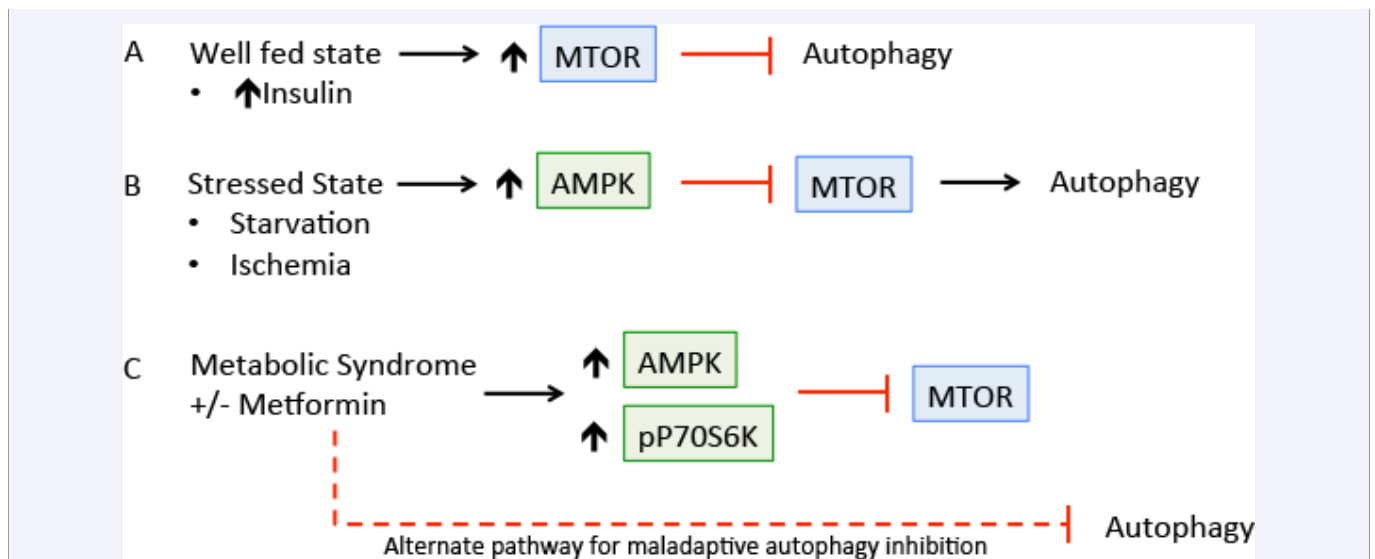 A Well fed state ↑ MTOR Autophagy
• ↑Insulin
B Stressed State ↑ AMPK MTOR Autophagy
• Starvation
• Ischemia
C Metabolic Syndrome ↑ AMPK MTOR
+/- Metformin ↑ pP70S6K
Autophagy
Alternate pathway for maladaptive autophagy inhibition